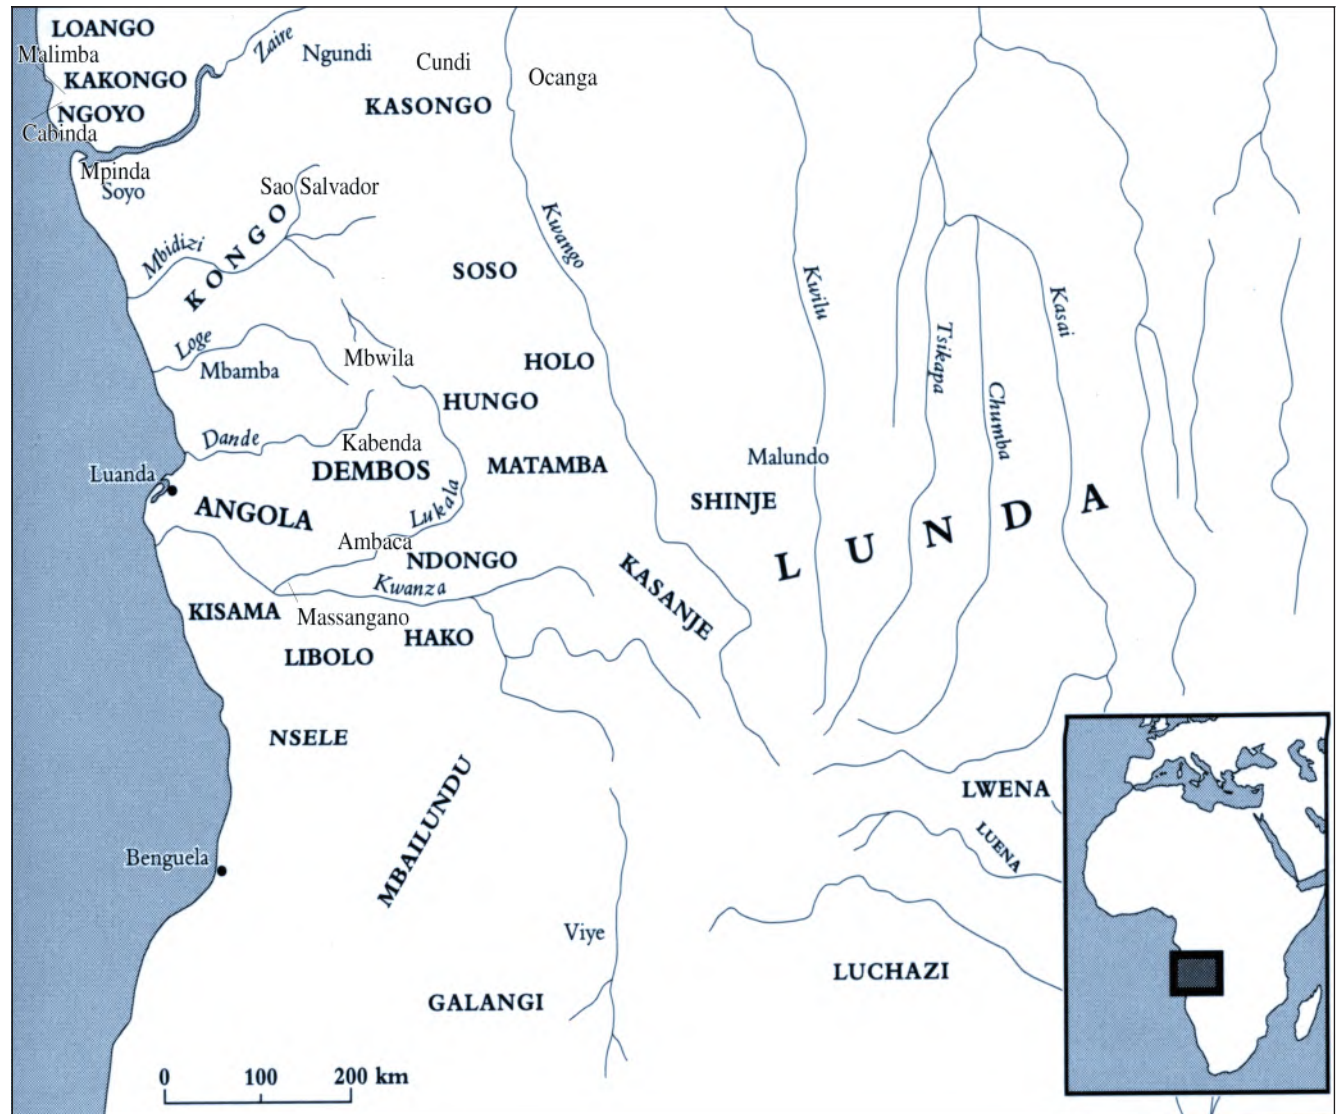 LOANGO
Malimba
KAKONGO
NGOYO
Cabinda
Zaire
Ngundi
Cundi
Ocanga
KASONGO
Mpinda
Soyo
Sao Salvador
Mbidizi
KONGO
Kwango
SOSO
Kwilu
Kasai
Loge
Mbamba
Mbwila
HOLO
HUNGO
Tsikapa
Chumba
Dande
Kabenda
DEMBOS
MATAMBA
Malundo
Luanda
ANGOLA
Lukala
SHINJE
LUNDA
Ambaca
NDONGO
Kwanza
KASANJE
KISAMA
Massangano
HAKO
LIBOLO
NSELE
MBAILUNDU
LWENA
LUENA
Benguela
Viye
LUCHAZI
GALANGI
0 100 200 km